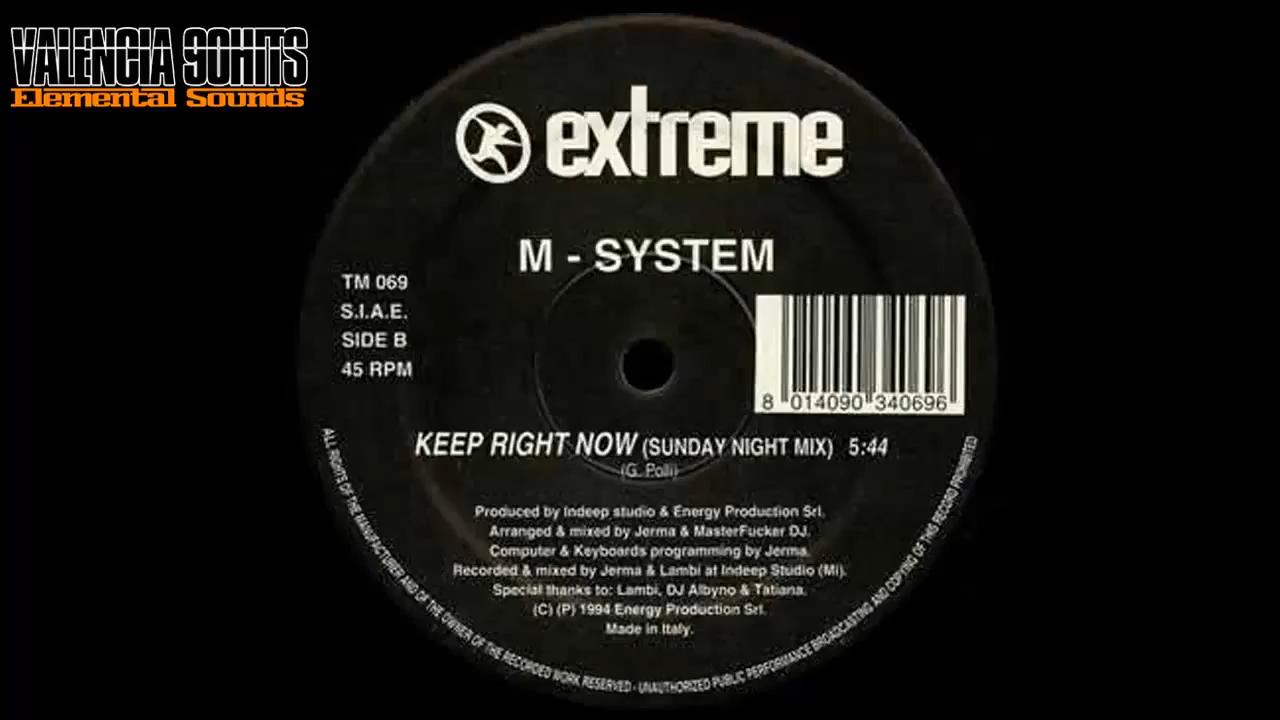 VALENCIA 90HITS
Elemental Sounds
extreme
M - SYSTEM
TM 069
S.I.A.E.
SIDE B
45 RPM
8 014090 340696
KEEP RIGHT NOW (SUNDAY NIGHT MIX) 5:44
(G. Polli)
Produced by Indeep studio & Energy Production Srl.
Arranged & mixed by Jerma & MasterFucker DJ.
Computer & Keyboards programming by Jerma.
Recorded & mixed by Jerma & Lambi at Indeep Studio (Mi).
Special thanks to: Lambi, DJ Albyno & Tatiana.
(C) (P) 1994 Energy Production Srl.
Made in Italy.
ALL RIGHTS OF THE MANUFACTURER AND OF THE OWNER OF THE RECORDED WORK RESERVED - UNAUTHORIZED PUBLIC PERFORMANCE BROADCASTING AND COPYING OF THIS RECORD PROHIBITED